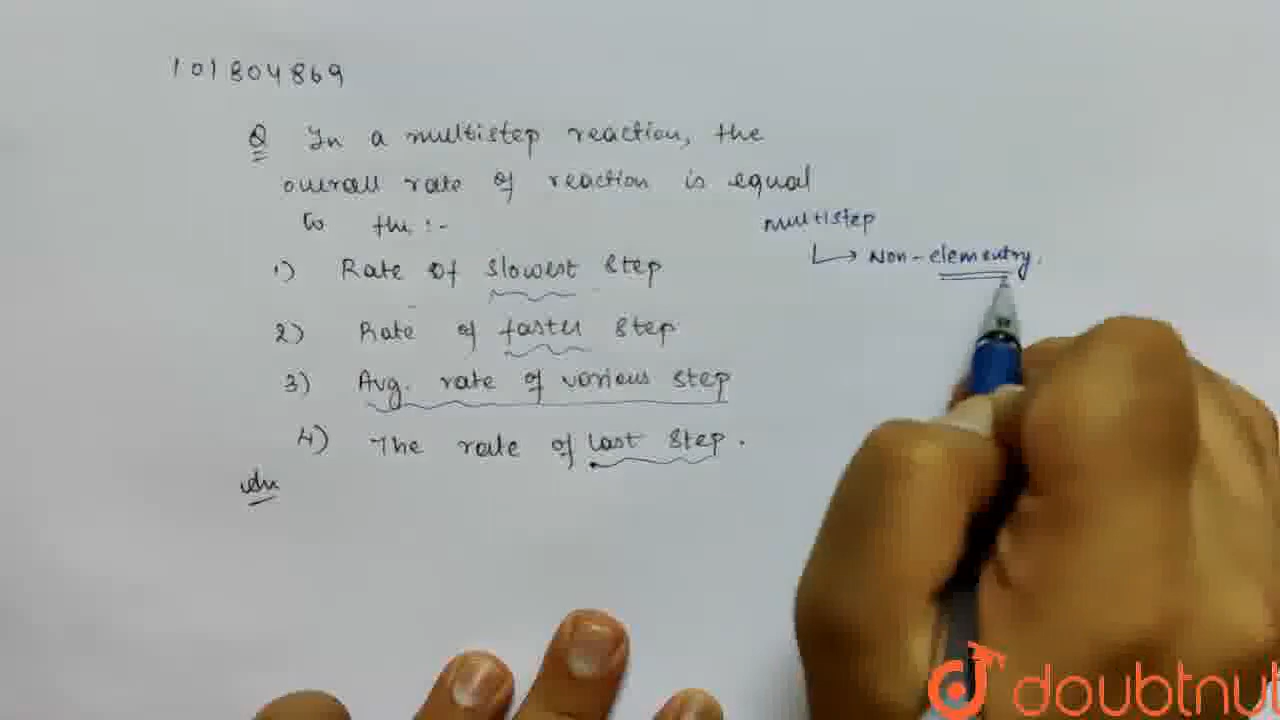 101804869
Q In a multistep reaction, the
overall rate of reaction is equal
to the :-
multistep
↳ Non-elementry.
1) Rate of slowest step
2) Rate of faster step
3) Avg. rate of various step
4) The rate of last step.
doubtnut